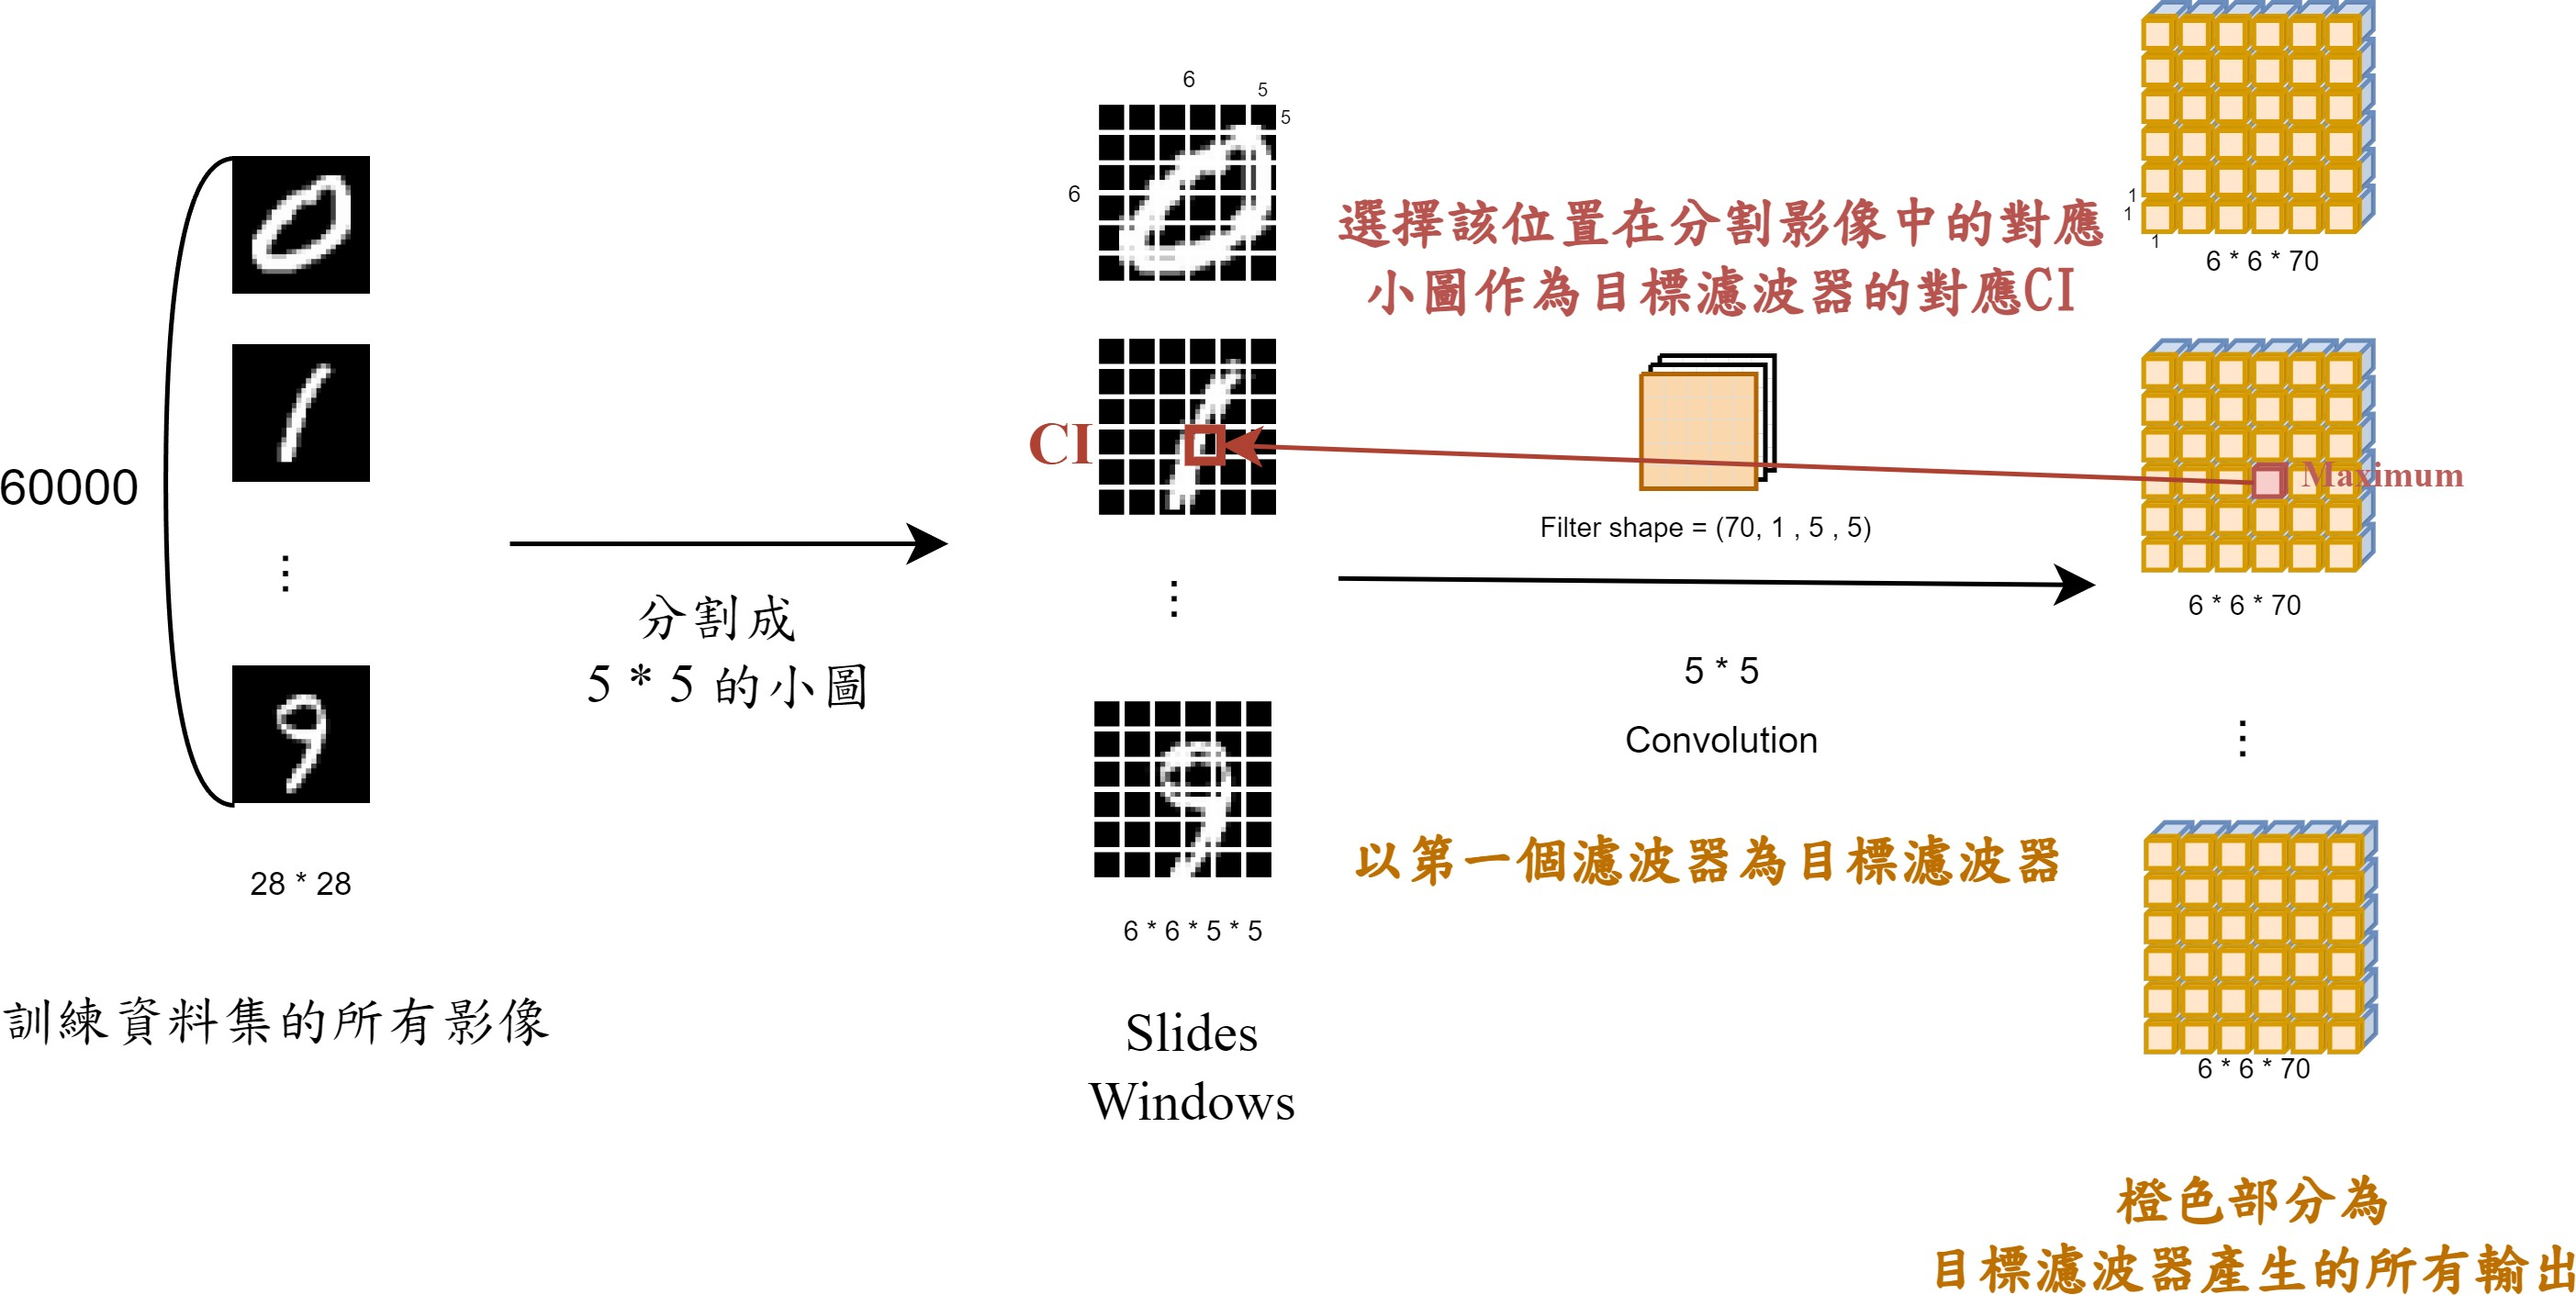 60000
28 * 28
訓練資料集的所有影像
分割成
5 * 5 的小圖
6
5
5
6
CI
6 * 6 * 5 * 5
Slides
Windows
選擇該位置在分割影像中的對應
小圖作為目標濾波器的對應CI
Filter shape = (70, 1 , 5 , 5)
5 * 5
Convolution
以第一個濾波器為目標濾波器
1
1
1
6 * 6 * 70
Maximum
6 * 6 * 70
6 * 6 * 70
橙色部分為
目標濾波器產生的所有輸出